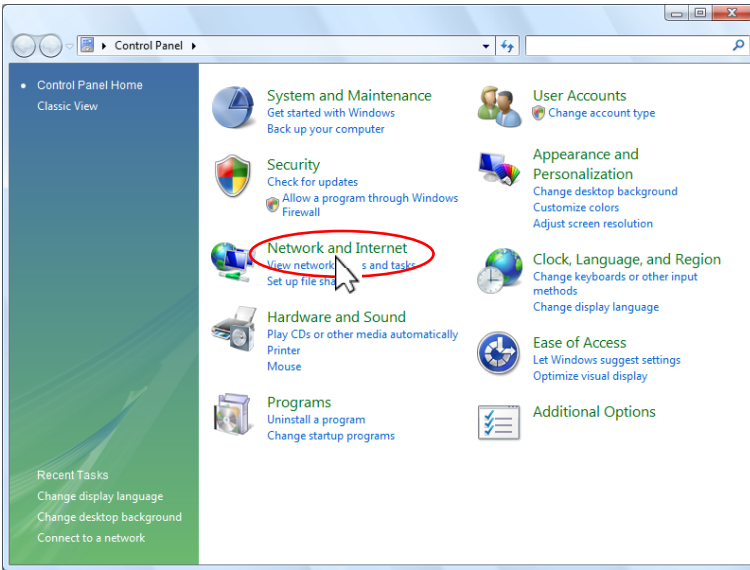 Control Panel
Control Panel Home
Classic View
System and Maintenance
Get started with Windows
Back up your computer
Security
Check for updates
Allow a program through Windows
Firewall
Network and Internet
View network s and tasks
Set up file sha
Hardware and Sound
Play CDs or other media automatically
Printer
Mouse
Programs
Uninstall a program
Change startup programs
User Accounts
Change account type
Appearance and
Personalization
Change desktop background
Customize colors
Adjust screen resolution
Clock, Language, and Region
Change keyboards or other input
methods
Change display language
Ease of Access
Let Windows suggest settings
Optimize visual display
Additional Options
Recent Tasks
Change display language
Change desktop background
Connect to a network